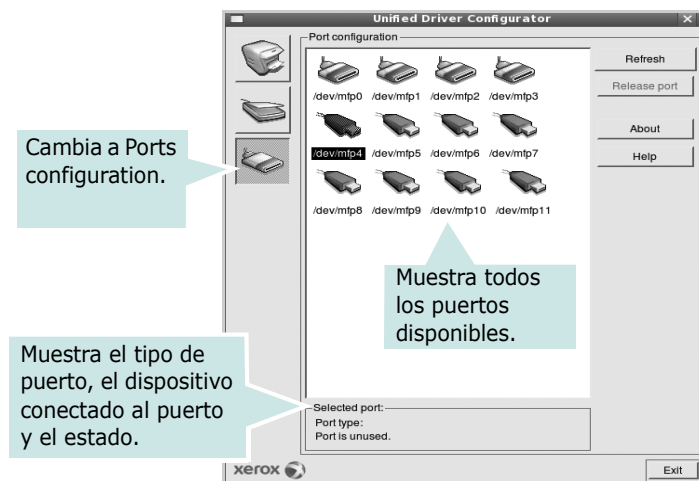 Unified Driver Configurator
Port configuration
/dev/mfp0 /dev/mfp1 /dev/mfp2 /dev/mfp3
/dev/mfp4 /dev/mfp5 /dev/mfp6 /dev/mfp7
/dev/mfp8 /dev/mfp9 /dev/mfp10 /dev/mfp11
Refresh
Release port
About
Help
Cambia a Ports
configuration.
Muestra todos
los puertos
disponibles.
Muestra el tipo de
puerto, el dispositivo
conectado al puerto
y el estado.
Selected port:
Port type:
Port is unused.
xerox
Exit